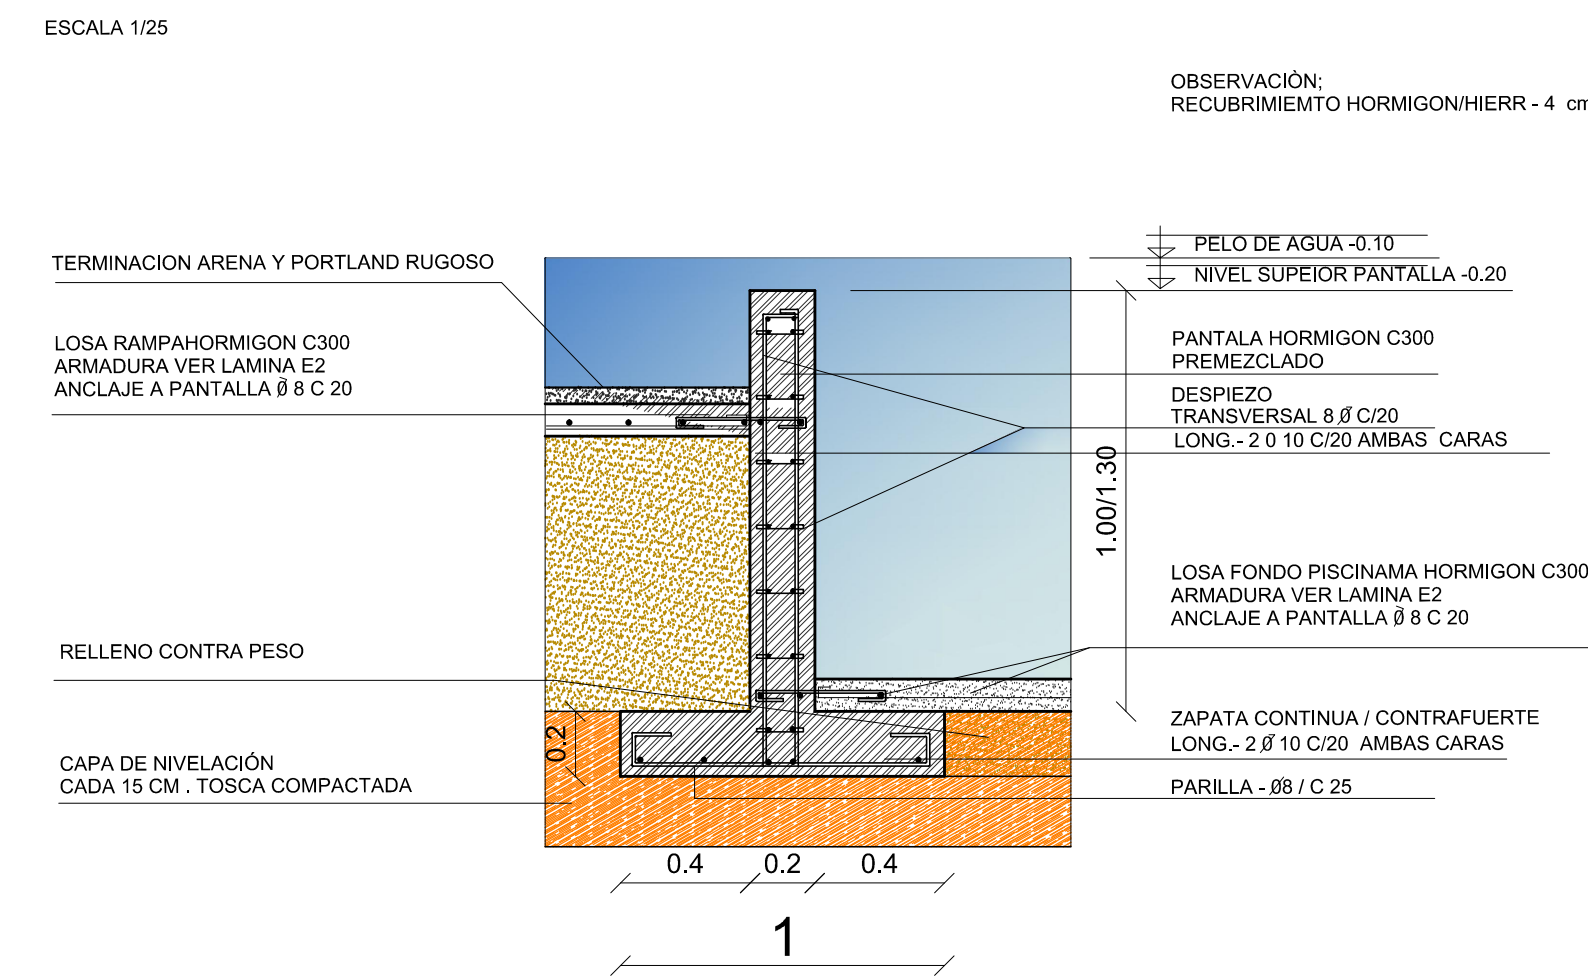 ESCALA 1/25
OBSERVACIÒN;
RECUBRIMIEMTO HORMIGON/HIERR - 4 cm
PELO DE AGUA -0.10
NIVEL SUPEIOR PANTALLA -0.20
TERMINACION ARENA Y PORTLAND RUGOSO
LOSA RAMPAHORMIGON C300
ARMADURA VER LAMINA E2
ANCLAJE A PANTALLA Ø 8 C 20
PANTALA HORMIGON C300
PREMEZCLADO
DESPIEZO
TRANSVERSAL 8 Ø C/20
LONG.- 2 0 10 C/20 AMBAS CARAS
1.00/1.30
LOSA FONDO PISCINAMA HORMIGON C300
ARMADURA VER LAMINA E2
ANCLAJE A PANTALLA Ø 8 C 20
RELLENO CONTRA PESO
ZAPATA CONTINUA / CONTRAFUERTE
LONG.- 2 Ø 10 C/20 AMBAS CARAS
0.2
CAPA DE NIVELACIÓN
CADA 15 CM . TOSCA COMPACTADA
PARILLA - Ø8 / C 25
0.4 0.2 0.4
1